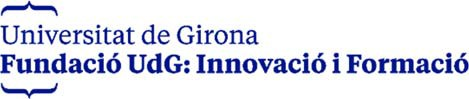 Universitat de Girona
Fundació UdG: Innovació i Formació